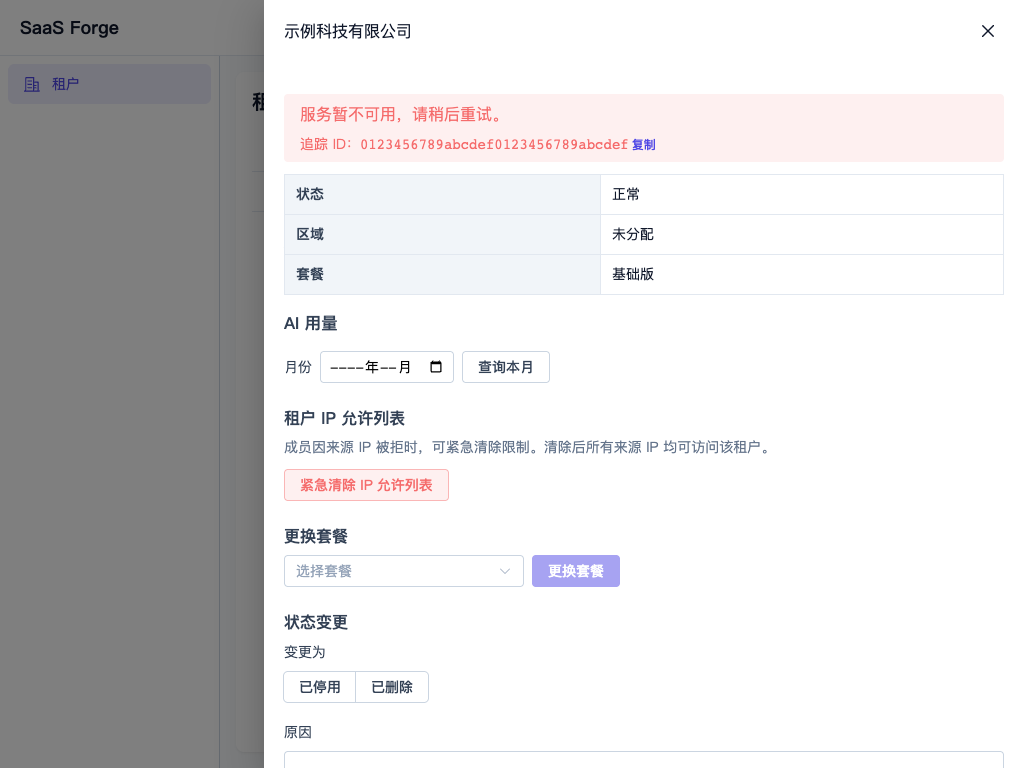 SaaS Forge
租户
示例科技有限公司
服务暂不可用，请稍后重试。
追踪 ID：0123456789abcdef0123456789abcdef 复制
状态 正常
区域 未分配
套餐 基础版
AI 用量
月份 ----年--月 查询本月
租户 IP 允许列表
成员因来源 IP 被拒时，可紧急清除限制。清除后所有来源 IP 均可访问该租户。
紧急清除 IP 允许列表
更换套餐
选择套餐 更换套餐
状态变更
变更为
已停用 已删除
原因